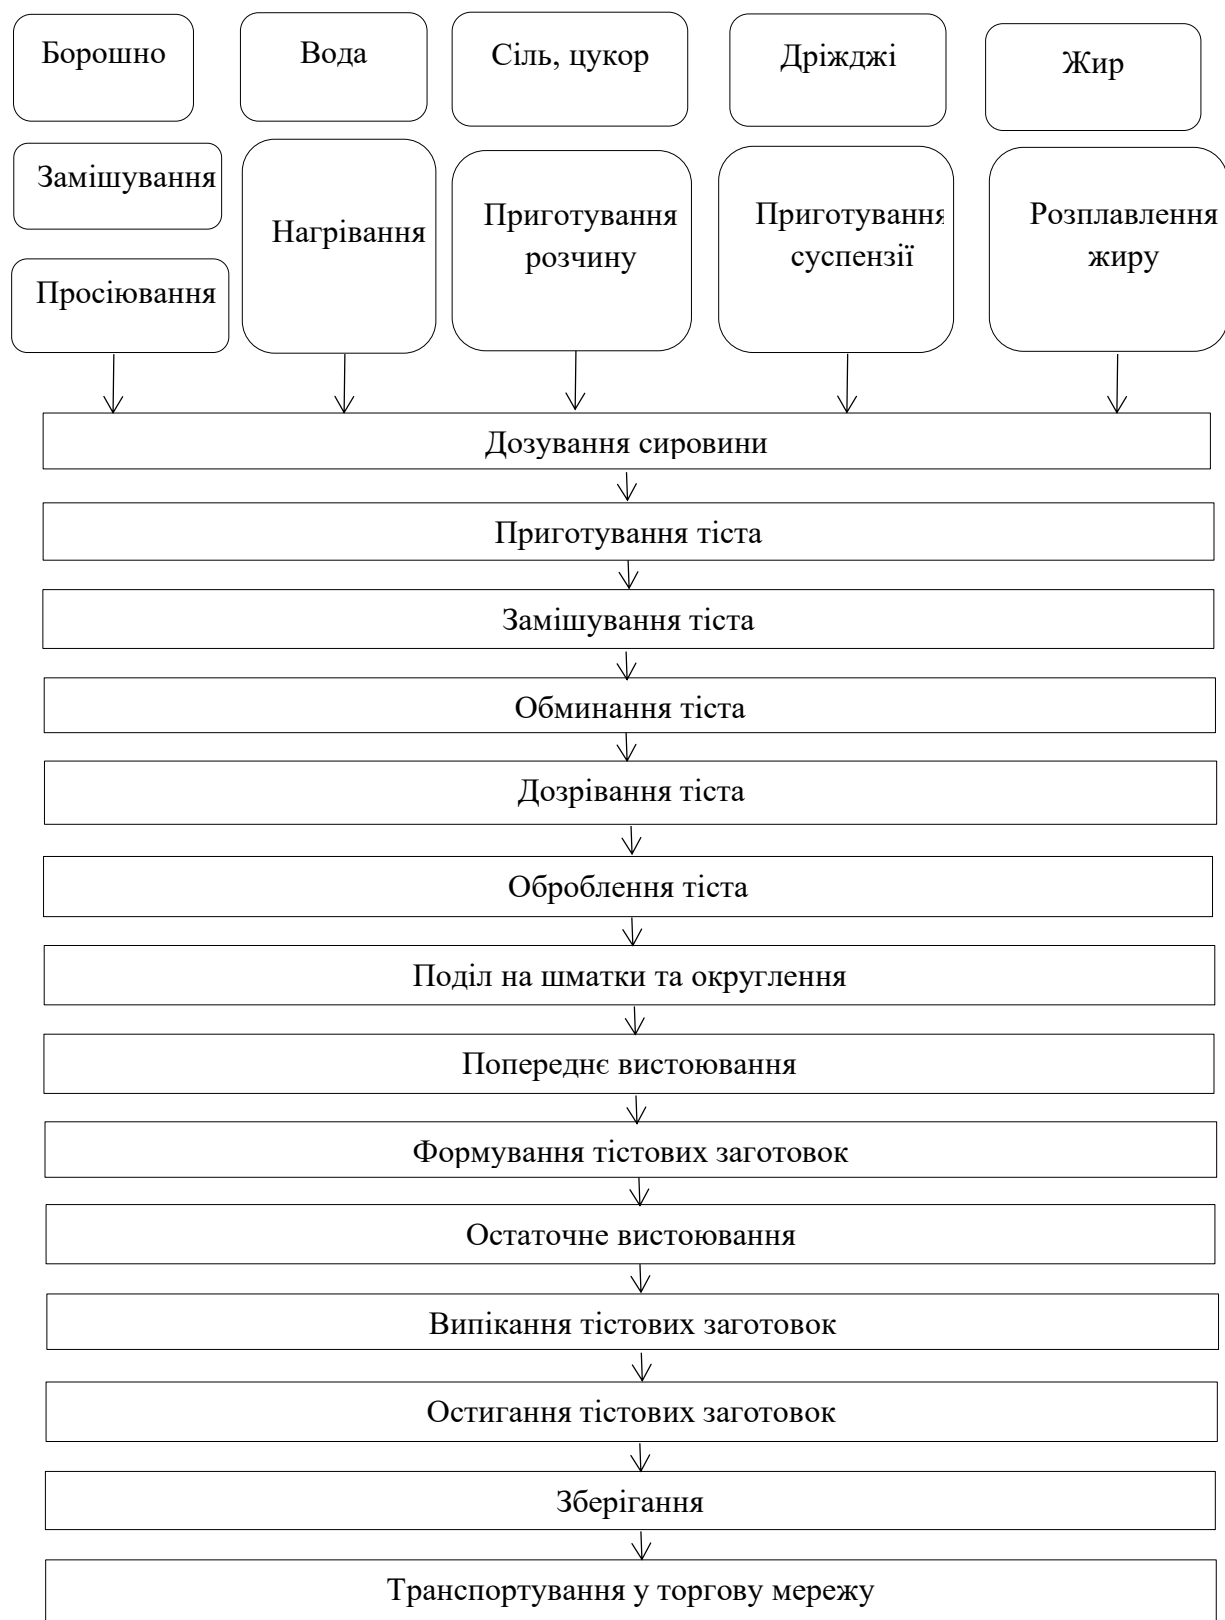 Борошно
Вода
Сіль, цукор
Дріжджі
Жир
Замішування
Просіювання
Нагрівання
Приготування
розчину
Приготування
суспензії
Розплавлення
жиру
Дозування сировини
Приготування тіста
Замішування тіста
Обминання тіста
Дозрівання тіста
Оброблення тіста
Поділ на шматки та округлення
Попереднє вистоювання
Формування тістових заготовок
Остаточне вистоювання
Випікання тістових заготовок
Остигання тістових заготовок
Зберігання
Транспортування у торгову мережу